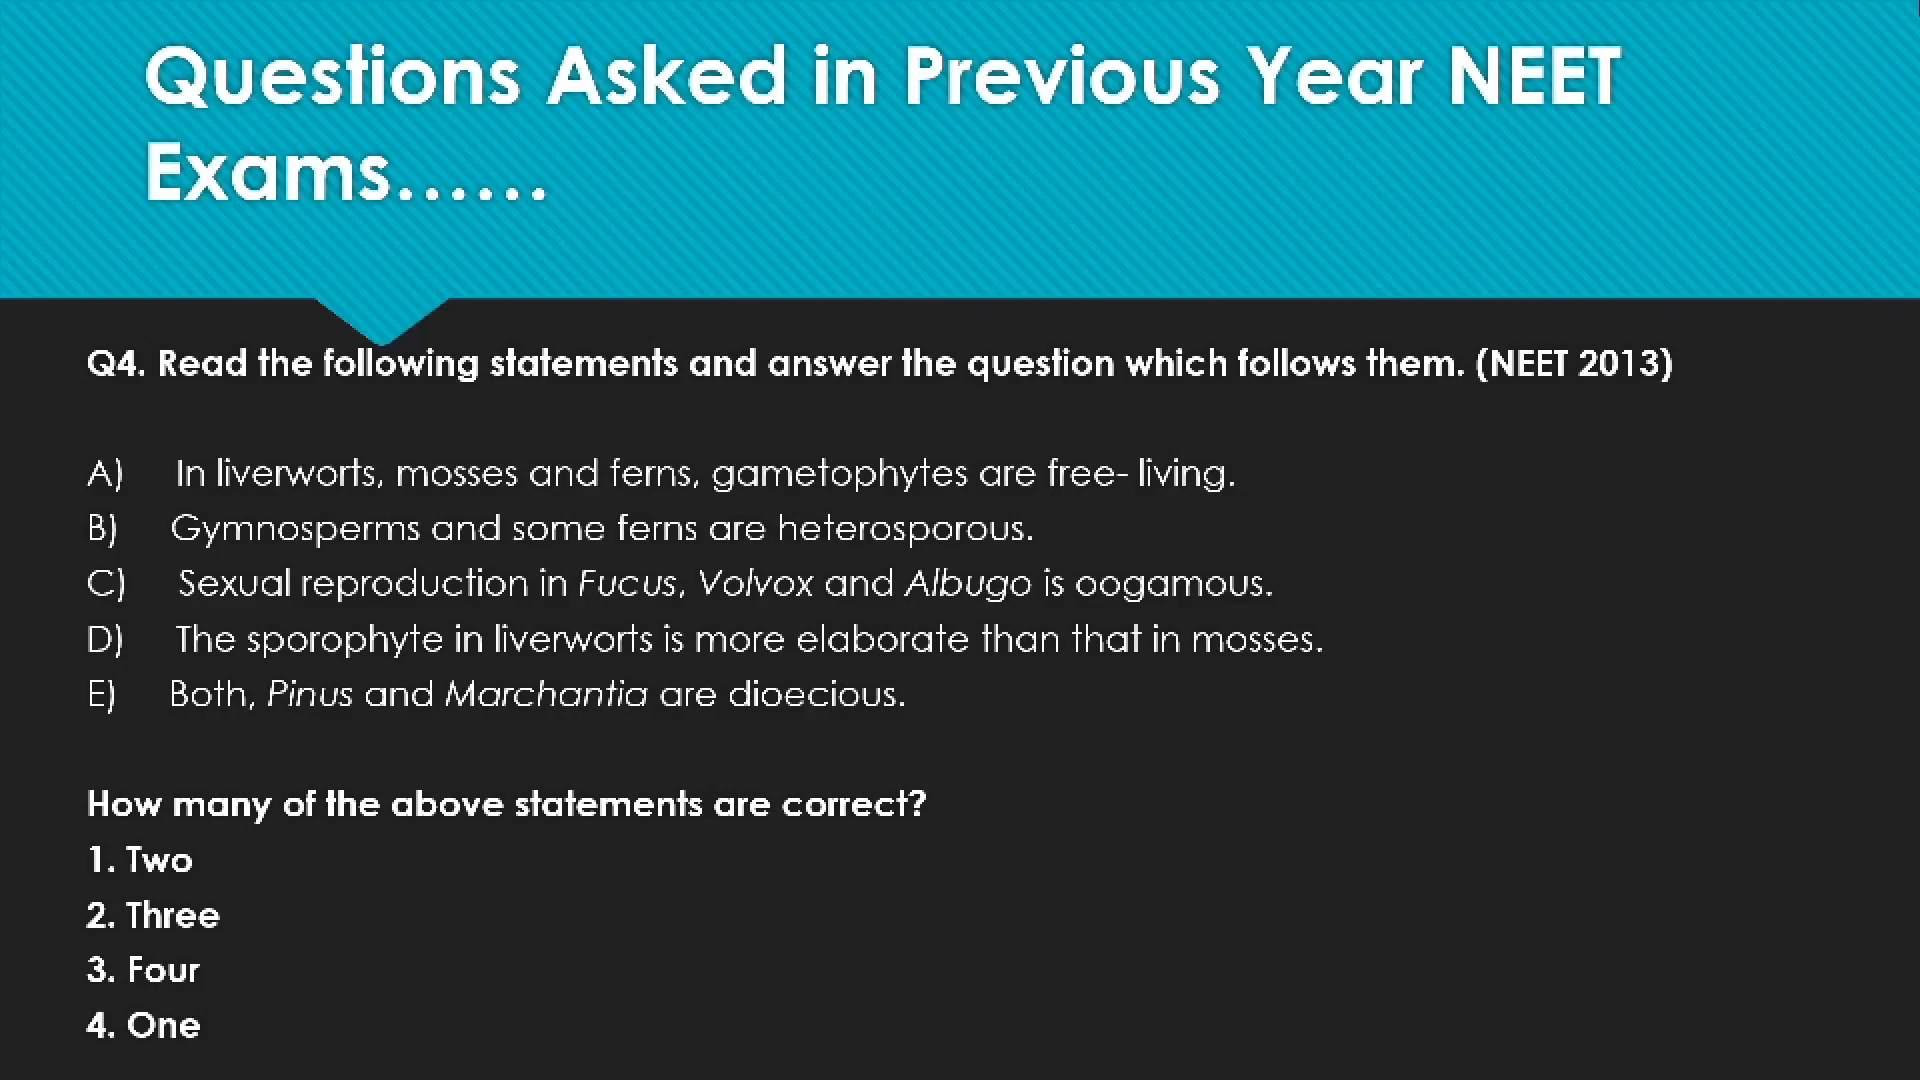 Questions Asked in Previous Year NEET
Exams......
Q4. Read the following statements and answer the question which follows them. (NEET 2013)
A) In liverworts, mosses and ferns, gametophytes are free- living.
B) Gymnosperms and some ferns are heterosporous.
C) Sexual reproduction in Fucus, Volvox and Albugo is oogamous.
D) The sporophyte in liverworts is more elaborate than that in mosses.
E) Both, Pinus and Marchantia are dioecious.
How many of the above statements are correct?
1. Two
2. Three
3. Four
4. One